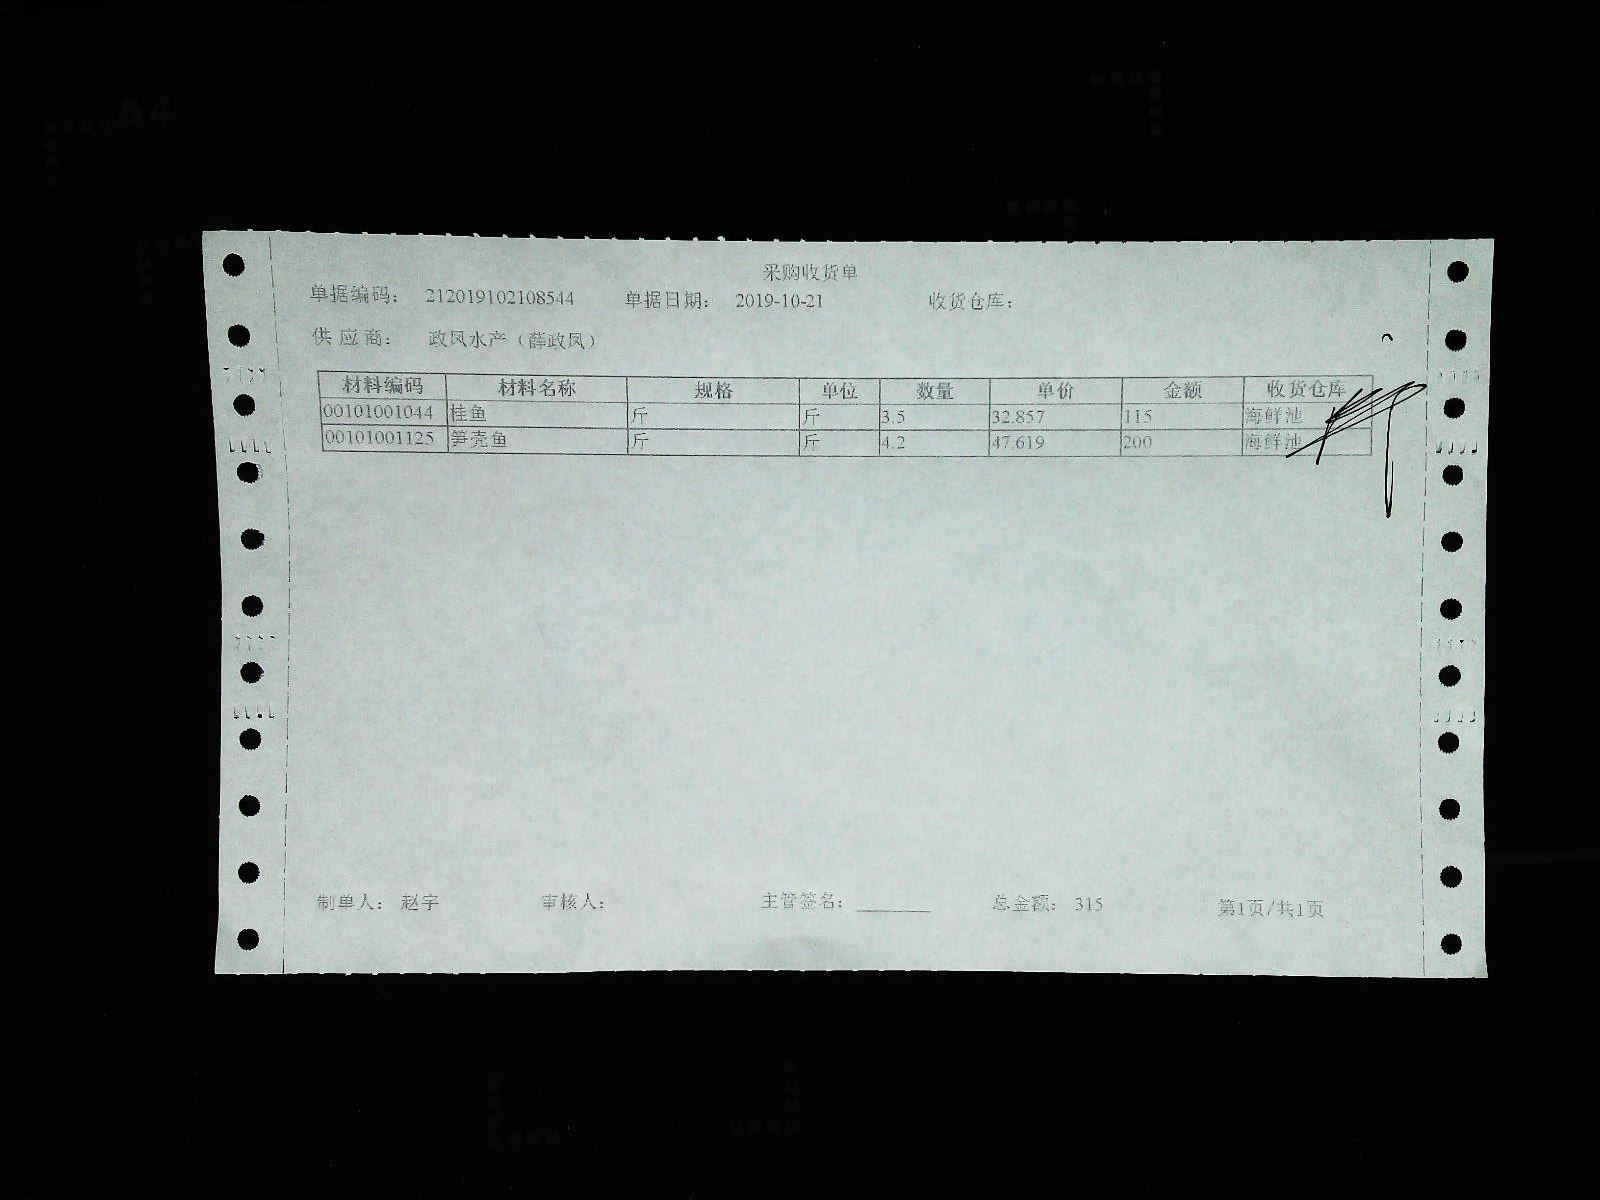 采购收货单
单据编码： 212019102108544 单据日期： 2019-10-21 收货仓库：
供 应 商： 政凤水产（薛政凤）
材料编码 材料名称 规格 单位 数量 单价 金额 收货仓库
00101001044 桂鱼 斤 斤 3.5 32.857 115 海鲜池
00101001125 笋壳鱼 斤 斤 4.2 47.619 200 海鲜池
制单人： 赵宇 审核人： 主管签名： 总金额： 315 第1页/共1页